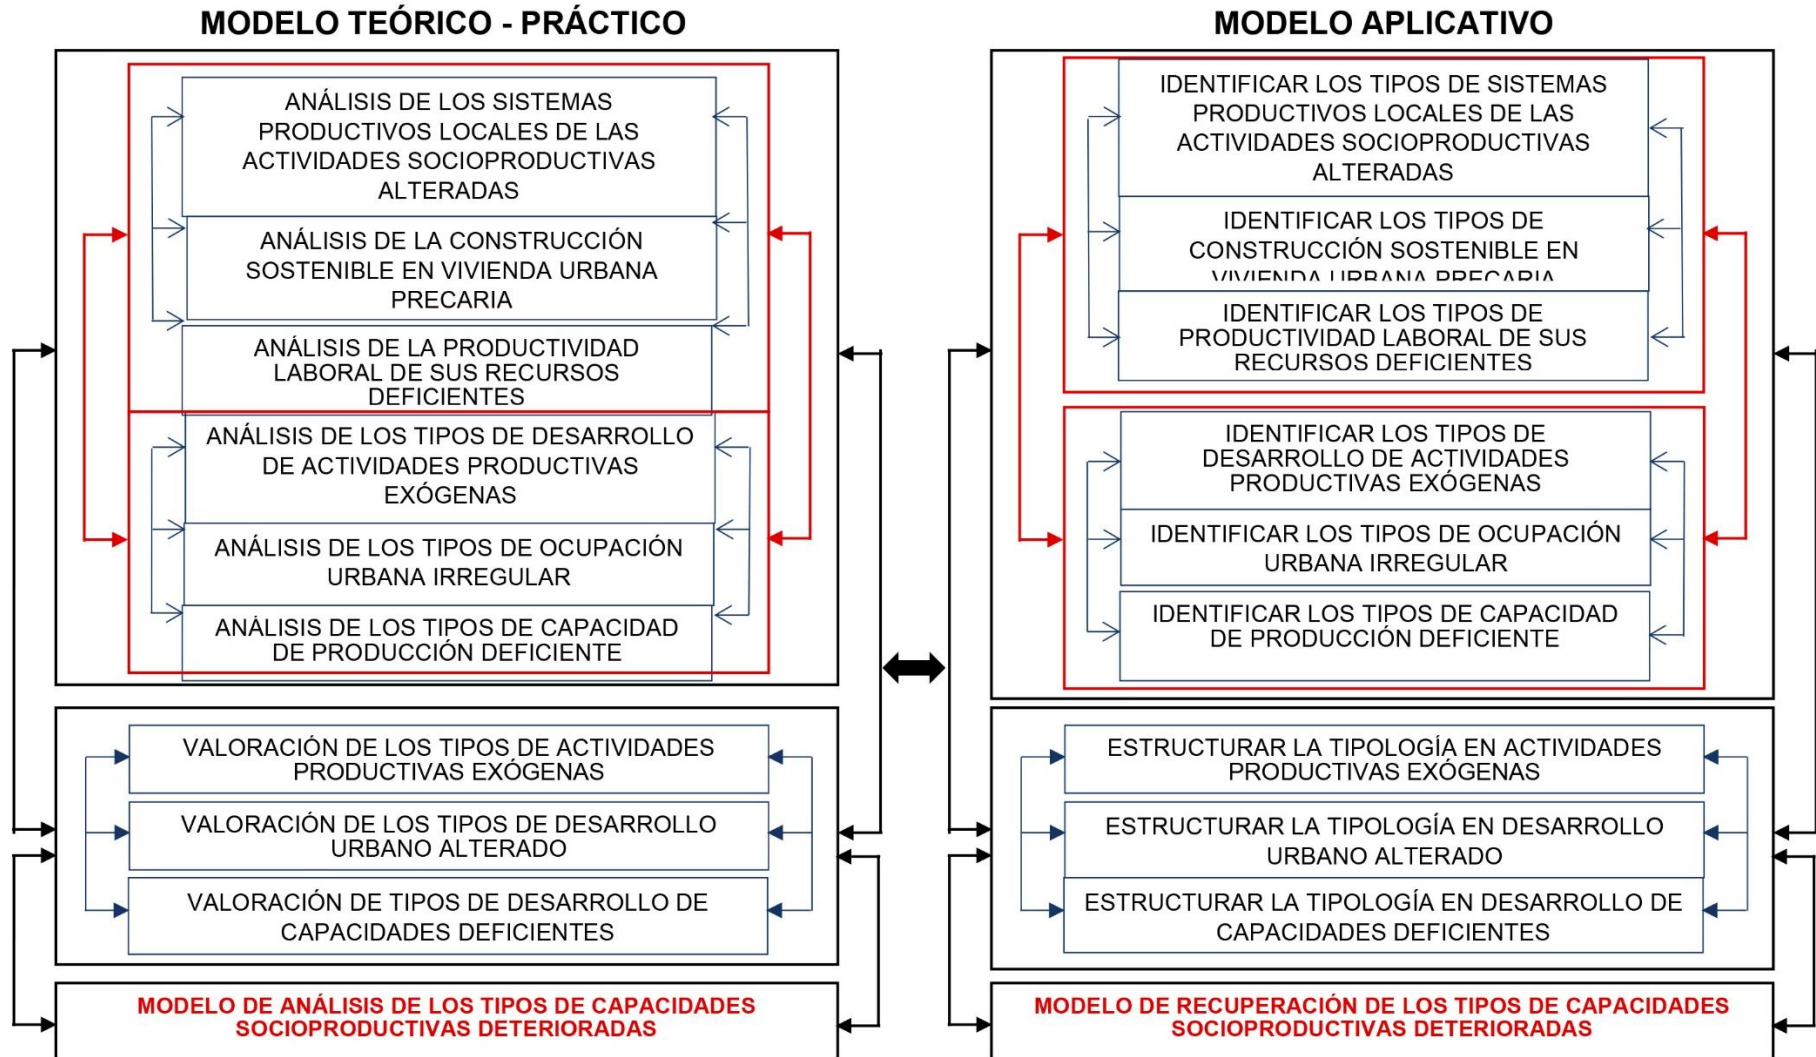 MODELO TEÓRICO - PRÁCTICO
ANÁLISIS DE LOS SISTEMAS
PRODUCTIVOS LOCALES DE LAS
ACTIVIDADES SOCIOPRODUCTIVAS
ALTERADAS
ANÁLISIS DE LA CONSTRUCCIÓN
SOSTENIBLE EN VIVIENDA URBANA
PRECARIA
ANÁLISIS DE LA PRODUCTIVIDAD
LABORAL DE SUS RECURSOS
DEFICIENTES
ANÁLISIS DE LOS TIPOS DE DESARROLLO
DE ACTIVIDADES PRODUCTIVAS
EXÓGENAS
ANÁLISIS DE LOS TIPOS DE OCUPACIÓN
URBANA IRREGULAR
ANÁLISIS DE LOS TIPOS DE CAPACIDAD
DE PRODUCCIÓN DEFICIENTE
VALORACIÓN DE LOS TIPOS DE ACTIVIDADES
PRODUCTIVAS EXÓGENAS
VALORACIÓN DE LOS TIPOS DE DESARROLLO
URBANO ALTERADO
VALORACIÓN DE TIPOS DE DESARROLLO DE
CAPACIDADES DEFICIENTES
MODELO DE ANÁLISIS DE LOS TIPOS DE CAPACIDADES
SOCIOPRODUCTIVAS DETERIORADAS
MODELO APLICATIVO
IDENTIFICAR LOS TIPOS DE SISTEMAS
PRODUCTIVOS LOCALES DE LAS
ACTIVIDADES SOCIOPRODUCTIVAS
ALTERADAS
IDENTIFICAR LOS TIPOS DE
CONSTRUCCIÓN SOSTENIBLE EN
VIVIENDA URBANA PRECARIA
IDENTIFICAR LOS TIPOS DE
PRODUCTIVIDAD LABORAL DE SUS
RECURSOS DEFICIENTES
IDENTIFICAR LOS TIPOS DE
DESARROLLO DE ACTIVIDADES
PRODUCTIVAS EXÓGENAS
IDENTIFICAR LOS TIPOS DE OCUPACIÓN
URBANA IRREGULAR
IDENTIFICAR LOS TIPOS DE CAPACIDAD
DE PRODUCCIÓN DEFICIENTE
ESTRUCTURAR LA TIPOLOGÍA EN ACTIVIDADES
PRODUCTIVAS EXÓGENAS
ESTRUCTURAR LA TIPOLOGÍA EN DESARROLLO
URBANO ALTERADO
ESTRUCTURAR LA TIPOLOGÍA EN DESARROLLO DE
CAPACIDADES DEFICIENTES
MODELO DE RECUPERACIÓN DE LOS TIPOS DE CAPACIDADES
SOCIOPRODUCTIVAS DETERIORADAS